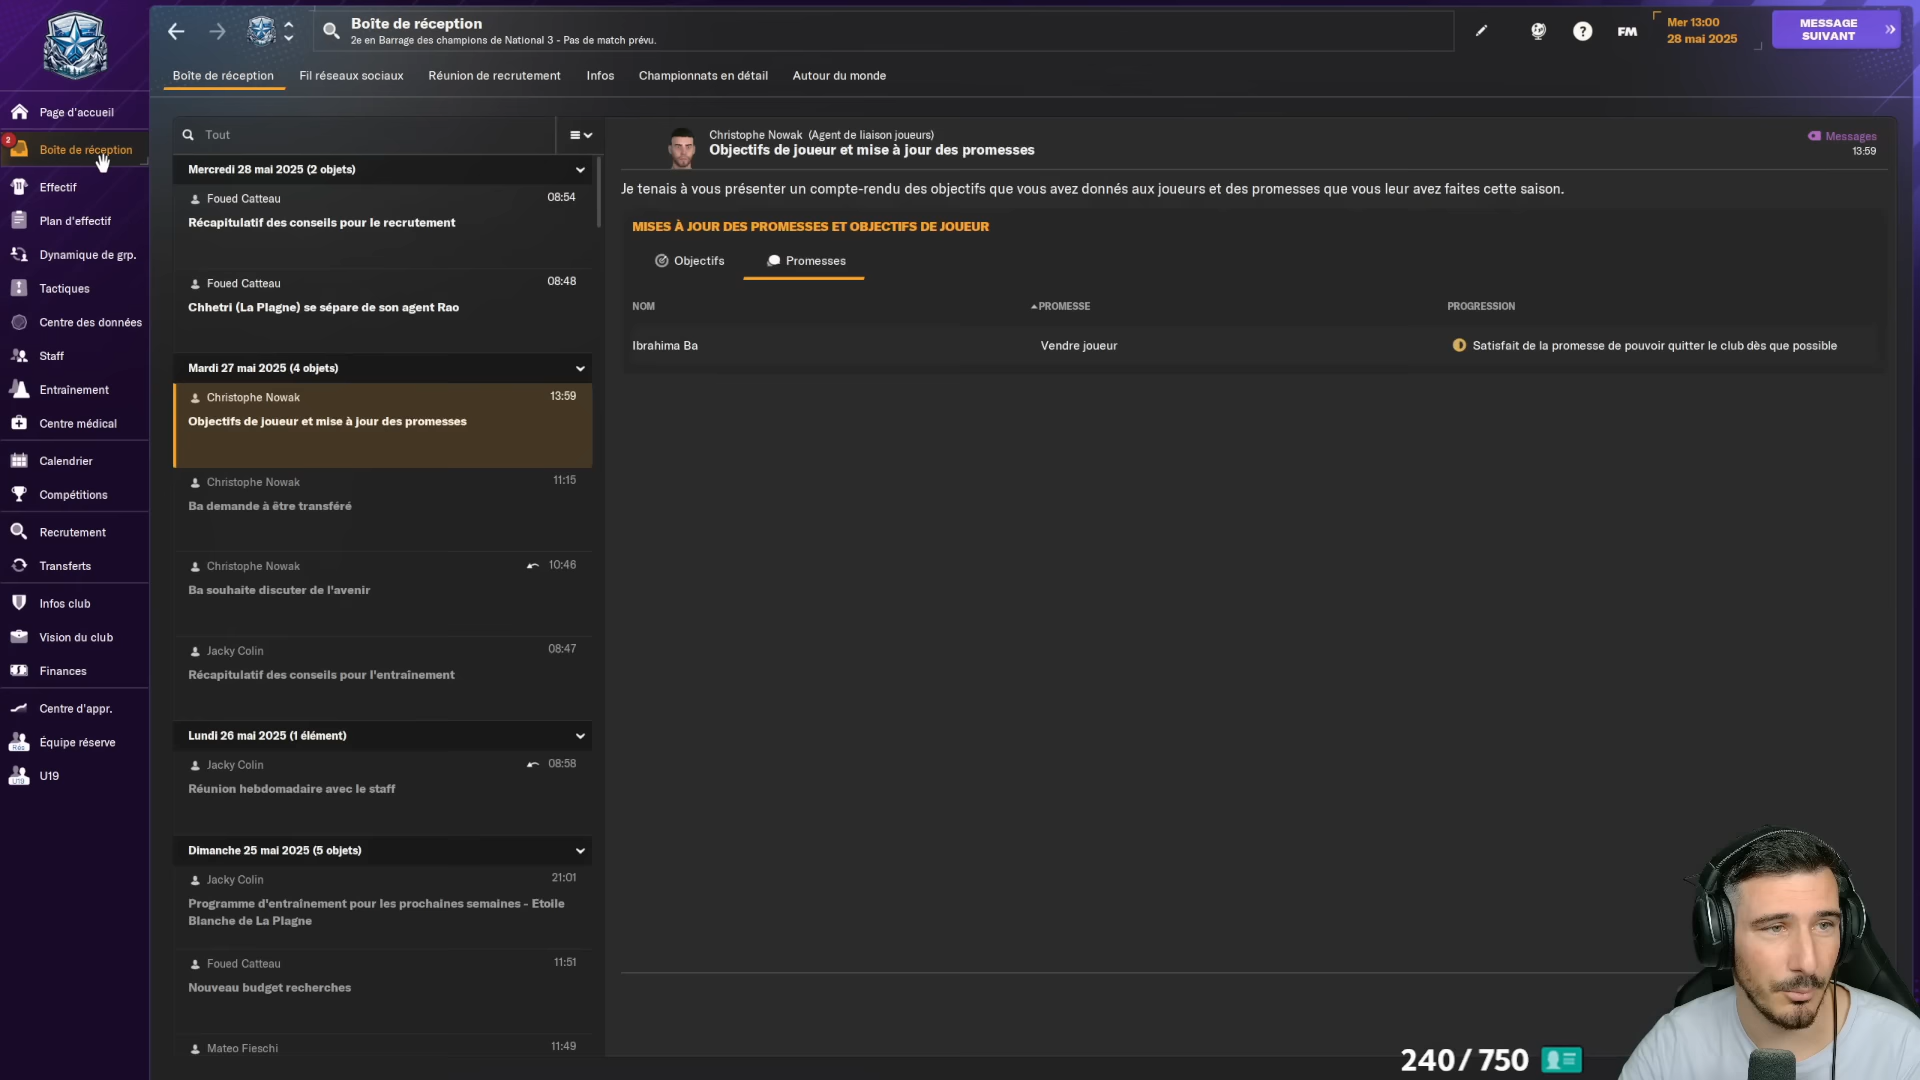 Boîte de réception
2e en Barrage des champions de National 3 - Pas de match prévu.
FM
Mer 13:00
28 mai 2025
MESSAGE
SUIVANT
Boîte de réception
Fil réseaux sociaux
Réunion de recrutement
Infos
Championnats en détail
Autour du monde
Page d'accueil
2
Boîte de réception
Effectif
Plan d'effectif
Dynamique de grp.
Tactiques
Centre des données
Staff
Entraînement
Centre médical
Calendrier
Compétitions
Recrutement
Transferts
Infos club
Vision du club
Finances
Centre d'appr.
Équipe réserve
U19
Tout
Mercredi 28 mai 2025 (2 objets)
Foued Catteau
08:54
Récapitulatif des conseils pour le recrutement
Foued Catteau
08:48
Chhetri (La Plagne) se sépare de son agent Rao
Mardi 27 mai 2025 (4 objets)
Christophe Nowak
13:59
Objectifs de joueur et mise à jour des promesses
Christophe Nowak
11:15
Ba demande à être transféré
Christophe Nowak
10:46
Ba souhaite discuter de l'avenir
Jacky Colin
08:47
Récapitulatif des conseils pour l'entraînement
Lundi 26 mai 2025 (1 élément)
Jacky Colin
08:58
Réunion hebdomadaire avec le staff
Dimanche 25 mai 2025 (5 objets)
Jacky Colin
21:01
Programme d'entraînement pour les prochaines semaines - Etoile
Blanche de La Plagne
Foued Catteau
11:51
Nouveau budget recherches
Mateo Fieschi
11:49
Christophe Nowak (Agent de liaison joueurs)
Objectifs de joueur et mise à jour des promesses
Messages
13:59
Je tenais à vous présenter un compte-rendu des objectifs que vous avez donnés aux joueurs et des promesses que vous leur avez faites cette saison.
MISES À JOUR DES PROMESSES ET OBJECTIFS DE JOUEUR
Objectifs
Promesses
NOM
PROMESSE
PROGRESSION
Ibrahima Ba
Vendre joueur
Satisfait de la promesse de pouvoir quitter le club dès que possible
240/750